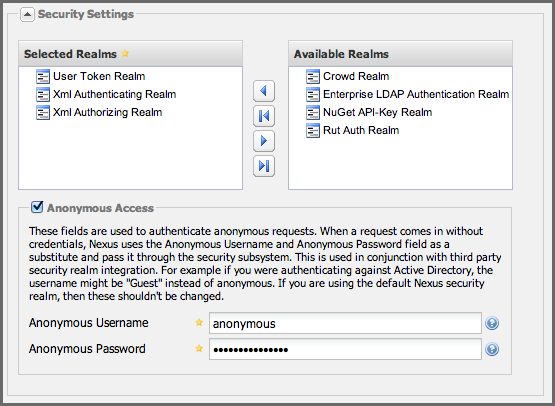 Security Settings
Selected Realms
User Token Realm
Xml Authenticating Realm
Xml Authorizing Realm
Available Realms
Crowd Realm
Enterprise LDAP Authentication Realm
NuGet API-Key Realm
Rut Auth Realm
Anonymous Access
These fields are used to authenticate anonymous requests. When a request comes in without
credentials, Nexus uses the Anonymous Username and Anonymous Password field as a
substitute and pass it through the security subsystem. This is used in conjunction with third party
security realm integration. For example if you were authenticating against Active Directory, the
username might be "Guest" instead of anonymous. If you are using the default Nexus security
realm, then these shouldn't be changed.
Anonymous Username
anonymous
Anonymous Password
•••••••••••••••